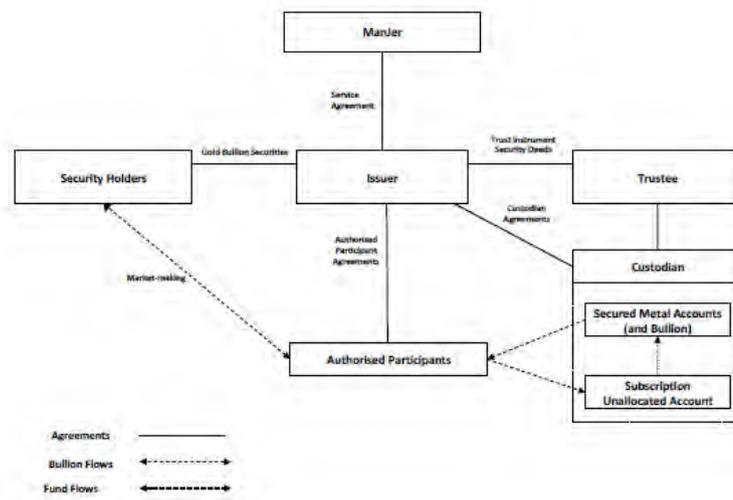 ManJer
Service
Agreement
Gold Bullion Securities
Trust Instrument
Security Deeds
Security Holders
Issuer
Trustee
Custodian
Agreements
Authorised
Participant
Agreements
Market-making
Custodian
Secured Metal Accounts
(and Bullion)
Authorised Participants
Subscription
Unallocated Account
Agreements
Bullion Flows
Fund Flows